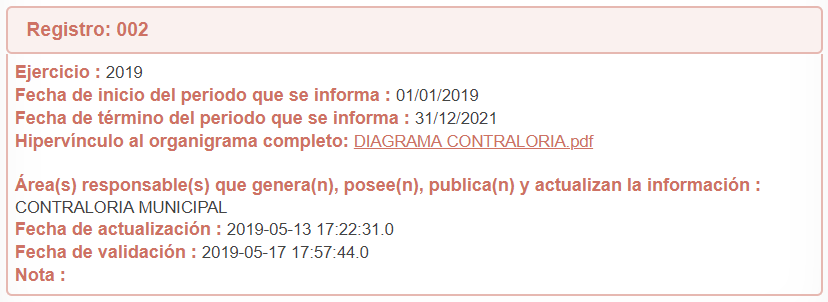 Registro: 002
Ejercicio : 2019
Fecha de inicio del periodo que se informa : 01/01/2019
Fecha de término del periodo que se informa : 31/12/2021
Hipervínculo al organigrama completo: DIAGRAMA CONTRALORIA.pdf
Área(s) responsable(s) que genera(n), posee(n), publica(n) y actualizan la información :
CONTRALORIA MUNICIPAL
Fecha de actualización : 2019-05-13 17:22:31.0
Fecha de validación : 2019-05-17 17:57:44.0
Nota :